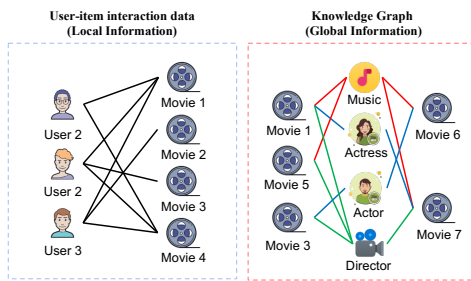 User-item interaction data
(Local Information)
User 2
User 2
User 3
Movie 1
Movie 2
Movie 3
Movie 4
Knowledge Graph
(Global Information)
Movie 1
Movie 5
Movie 3
Music
Actress
Actor
Director
Movie 6
Movie 7